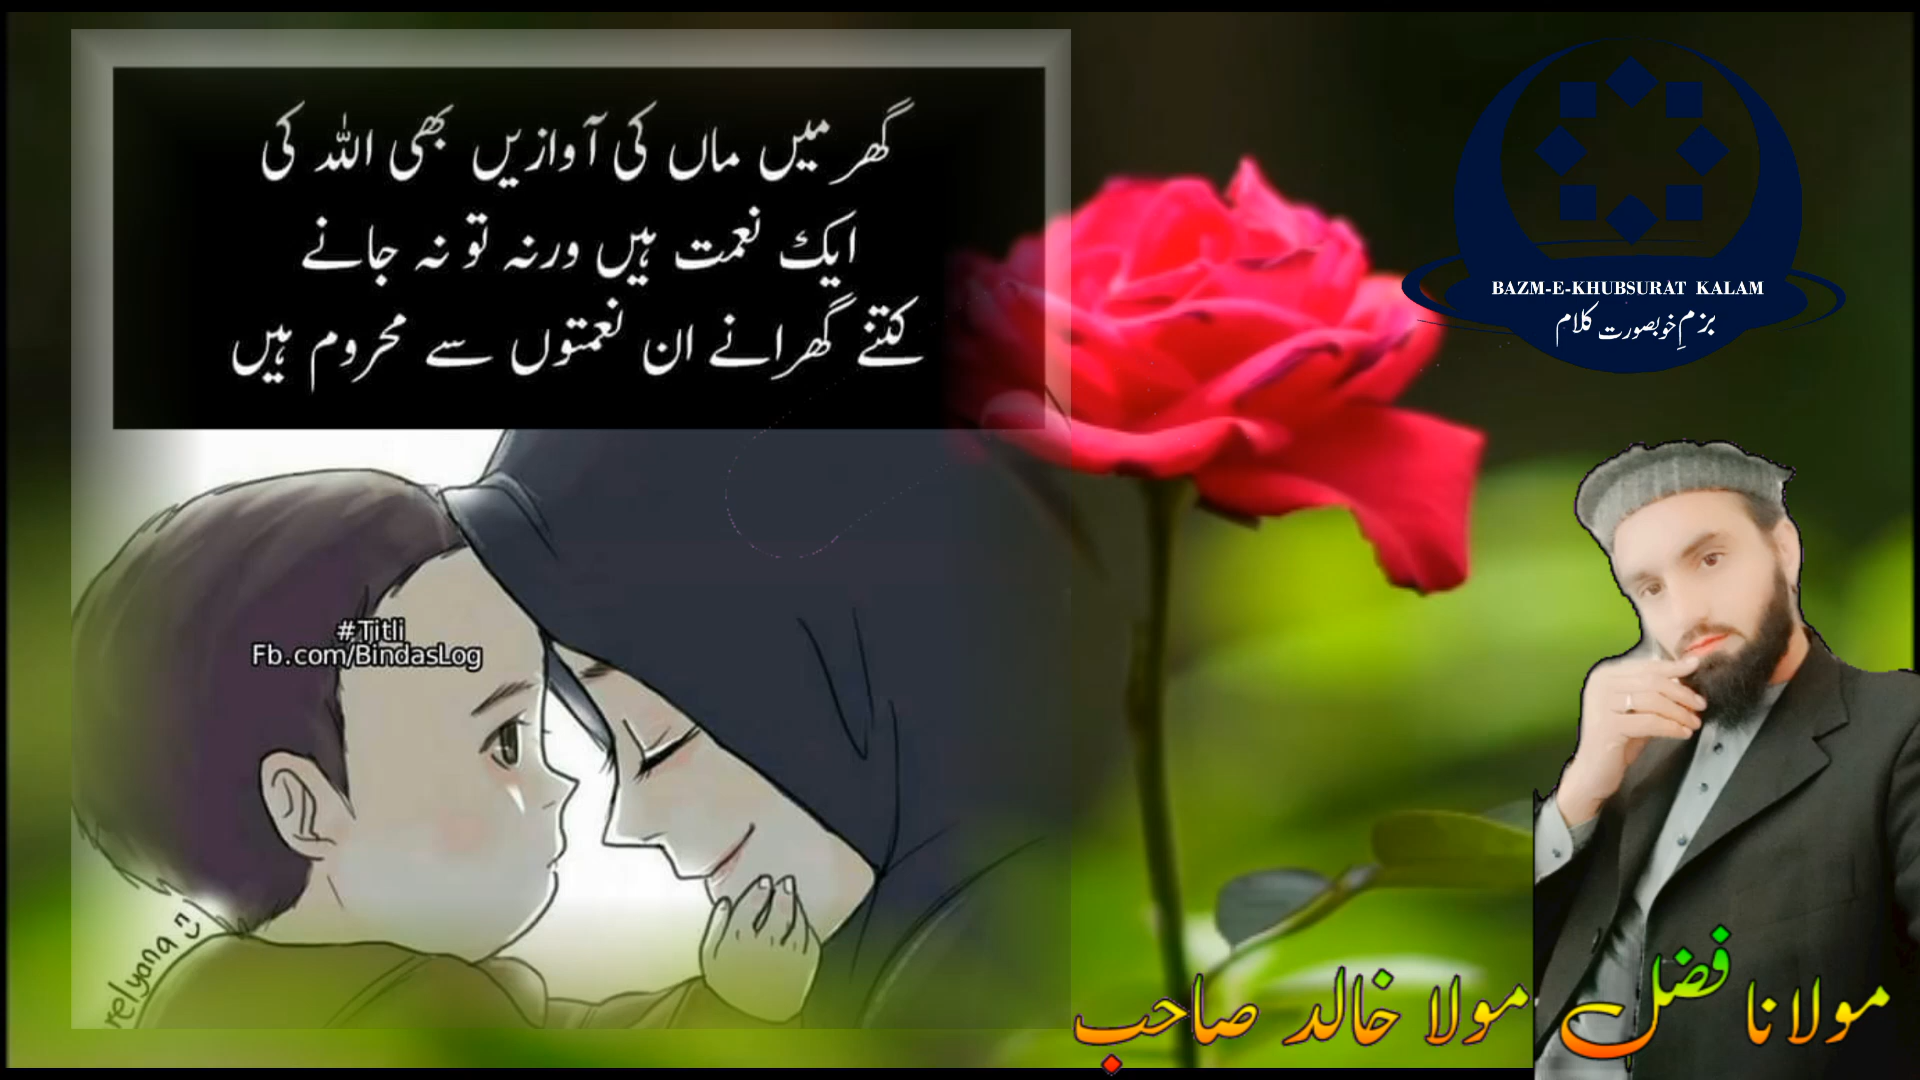 گھر میں ماں کی آوازیں بھی اللہ کی
ایک نعمت ہیں ورنہ تو نہ جانے
کتنے گھرانے ان نعمتوں سے محروم ہیں
BAZM-E-KHUBSURAT KALAM
بزمِ خوبصورت کلام
#Titli
Fb.com/BindasLog
relyana
مولانا فضل مولا خالد صاحب